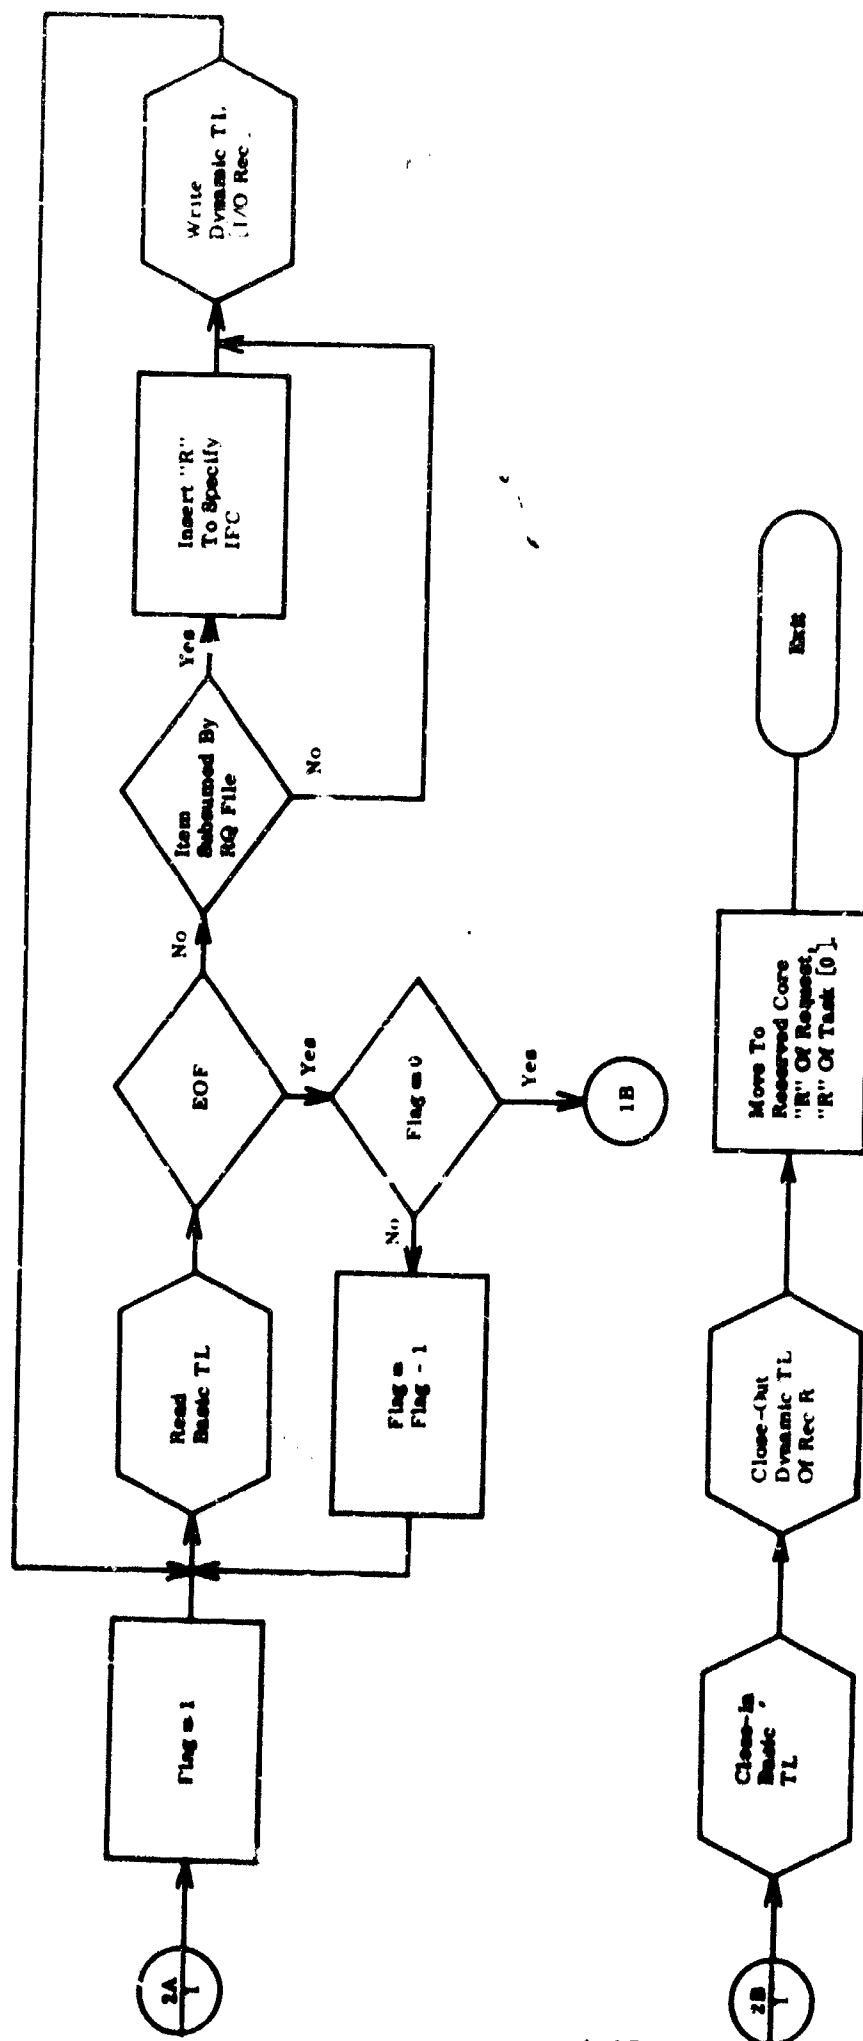 2A
1
Flag = 1
Read
Basic TL
EOF
No
Yes
Item
Subsumed By
RQ File
Yes
No
Insert "R"
To Specify
IFC
Write
Dynamic TL
I/O Rec.
Flag = 0
No
Yes
Flag =
Flag - 1
1B
2B
1
Close-In
Basic
TL
Close-Out
Dynamic TL
Of Rec R
Move To
Reserved Core
"R" Of Request,
"R" Of Task [0].
Exit